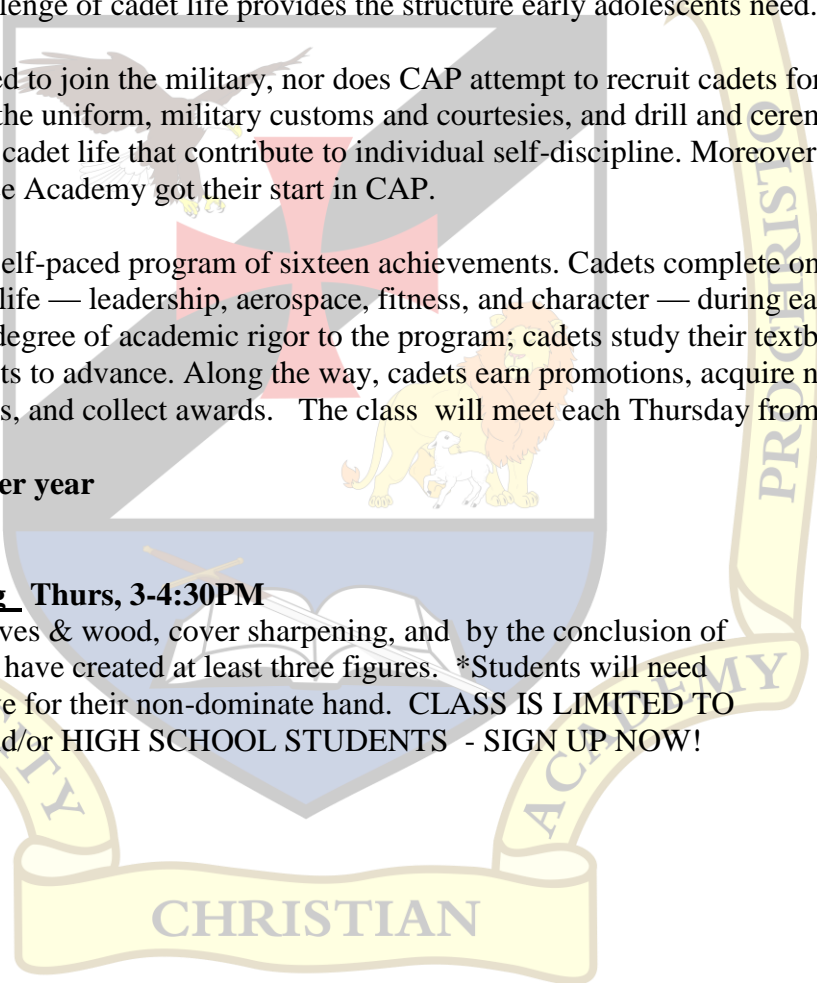 llenge of cadet life provides the structure early adolescents need.
ed to join the military, nor does CAP attempt to recruit cadets for
the uniform, military customs and courtesies, and drill and ceren
cadet life that contribute to individual self-discipline. Moreover
e Academy got their start in CAP.
elf-paced program of sixteen achievements. Cadets complete on
life — leadership, aerospace, fitness, and character — during ea
degree of academic rigor to the program; cadets study their textb
ts to advance. Along the way, cadets earn promotions, acquire n
s, and collect awards. The class will meet each Thursday from
er year
g Thurs, 3-4:30PM
ves & wood, cover sharpening, and by the conclusion of
have created at least three figures. *Students will need
ve for their non-dominate hand. CLASS IS LIMITED TO
d/or HIGH SCHOOL STUDENTS - SIGN UP NOW!
PRO CHRISTO
ITY
ACADEMY
CHRISTIAN